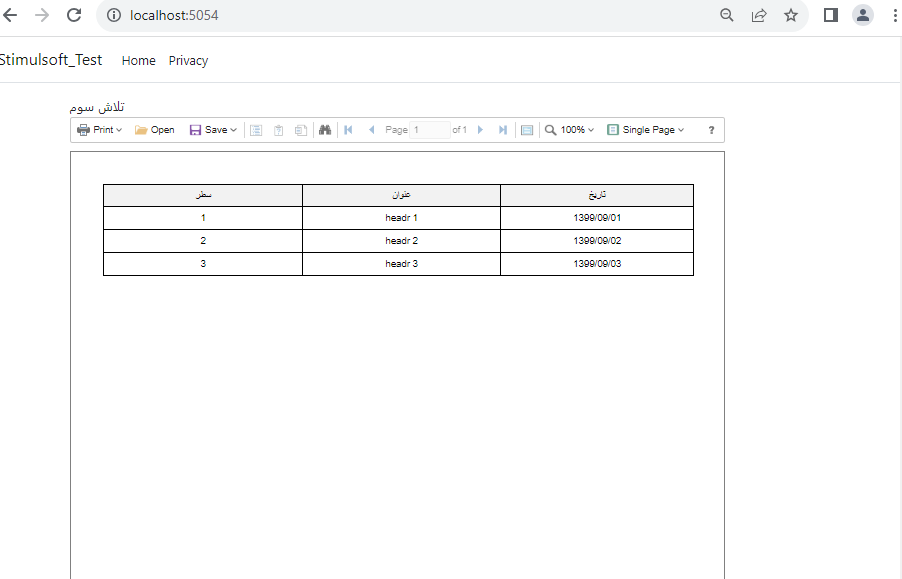 localhost:5054
Stimulsoft_Test Home Privacy
تلاش سوم
Print Open Save Page 1 of 1 100% Single Page ?
سطر عنوان تاریخ
1 headr 1 1399/09/01
2 headr 2 1399/09/02
3 headr 3 1399/09/03